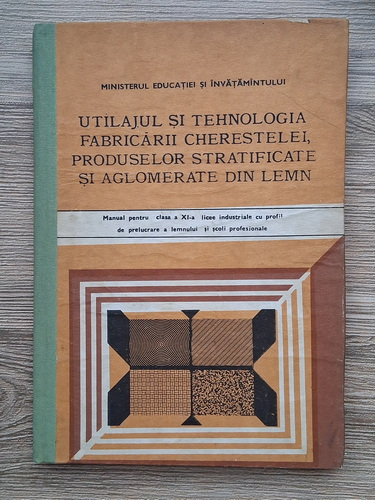 MINISTERUL EDUCAȚIEI ȘI ÎNVĂȚĂMÎNTULUI
UTILAJUL ȘI TEHNOLOGIA
FABRICĂRII CHERESTELEI,
PRODUSELOR STRATIFICATE
ȘI AGLOMERATE DIN LEMN
Manual pentru clasa a XI-a licee industriale cu profil
de prelucrare a lemnului și școli profesionale